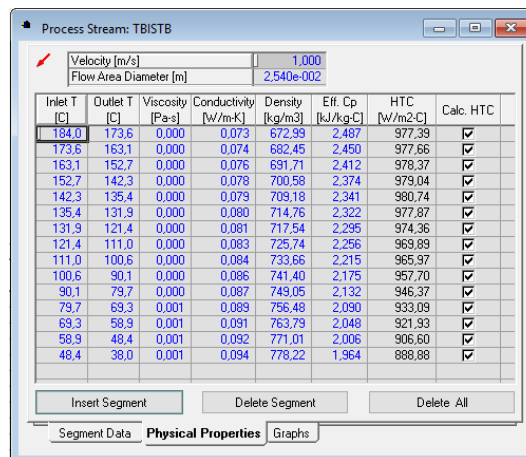 Process Stream: TBISTB
Velocity [m/s] 1,000
Flow Area Diameter [m] 2,540e-002
Inlet T [C] Outlet T [C] Viscosity [Pa-s] Conductivity [W/m-K] Density [kg/m3] Eff. Cp [kJ/kg-C] HTC [W/m2-C] Calc. HTC
184,0 173,6 0,000 0,073 672,99 2,487 977,39
173,6 163,1 0,000 0,074 682,45 2,450 977,66
163,1 152,7 0,000 0,076 691,71 2,412 978,37
152,7 142,3 0,000 0,078 700,58 2,374 979,04
142,3 135,4 0,000 0,079 709,18 2,341 980,74
135,4 131,9 0,000 0,080 714,76 2,322 977,87
131,9 121,4 0,000 0,081 717,54 2,295 974,36
121,4 111,0 0,000 0,083 725,74 2,256 969,89
111,0 100,6 0,000 0,084 733,66 2,215 965,97
100,6 90,1 0,000 0,086 741,40 2,175 957,70
90,1 79,7 0,000 0,087 749,05 2,132 946,37
79,7 69,3 0,001 0,089 756,48 2,090 933,09
69,3 58,9 0,001 0,091 763,79 2,048 921,93
58,9 48,4 0,001 0,092 771,01 2,006 906,60
48,4 38,0 0,001 0,094 778,22 1,964 888,88
Insert Segment Delete Segment Delete All
Segment Data Physical Properties Graphs